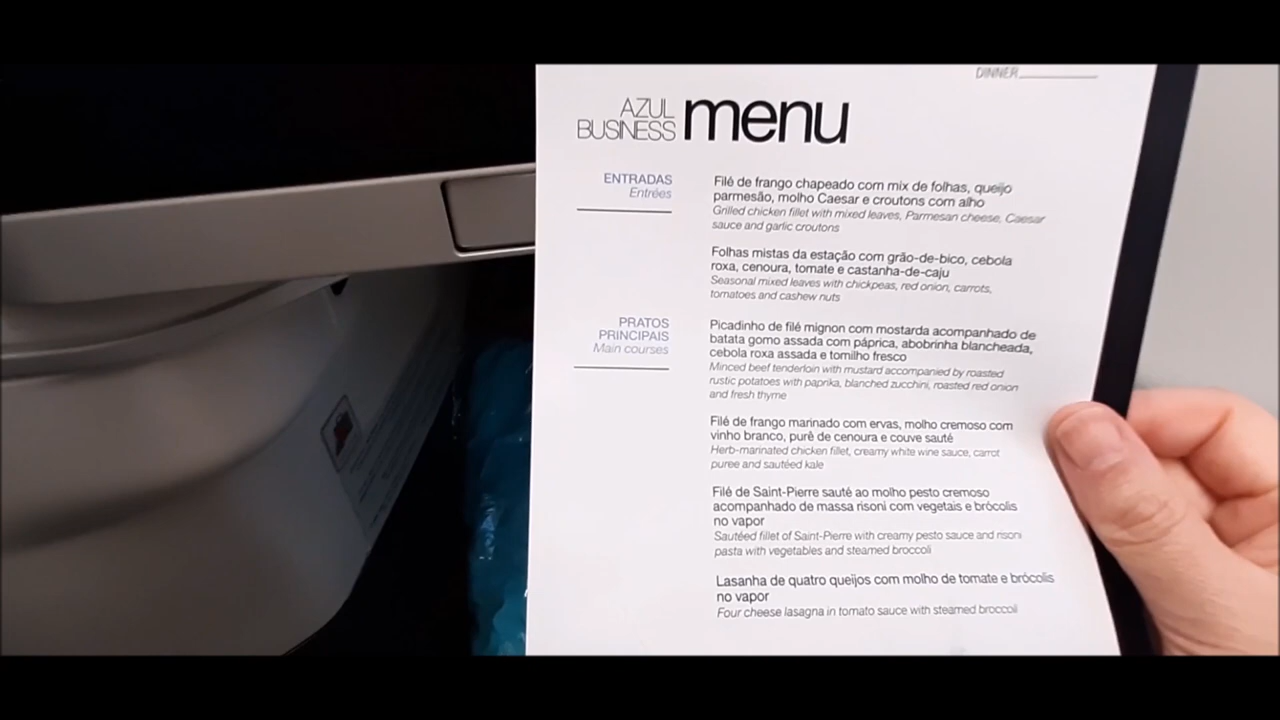 DINNER
AZUL
BUSINESS menu
ENTRADAS
Entrées
Filé de frango chapeado com mix de folhas, queijo
parmesão, molho Caesar e croutons com alho
Grilled chicken fillet with mixed leaves, Parmesan cheese, Caesar
sauce and garlic croutons
Folhas mistas da estação com grão-de-bico, cebola
roxa, cenoura, tomate e castanha-de-caju
Seasonal mixed leaves with chickpeas, red onion, carrots,
tomatoes and cashew nuts
PRATOS
PRINCIPAIS
Main courses
Picadinho de filé mignon com mostarda acompanhado de
batata gomo assada com páprica, abobrinha blancheada,
cebola roxa assada e tomilho fresco
Minced beef tenderloin with mustard accompanied by roasted
rustic potatoes with paprika, blanched zucchini, roasted red onion
and fresh thyme
Filé de frango marinado com ervas, molho cremoso com
vinho branco, purê de cenoura e couve sauté
Herb-marinated chicken fillet, creamy white wine sauce, carrot
puree and sautéed kale
Filé de Saint-Pierre sauté ao molho pesto cremoso
acompanhado de massa risoni com vegetais e brócolis
no vapor
Sautéed fillet of Saint-Pierre with creamy pesto sauce and risoni
pasta with vegetables and steamed broccoli
Lasanha de quatro queijos com molho de tomate e brócolis
no vapor
Four cheese lasagna in tomato sauce with steamed broccoli